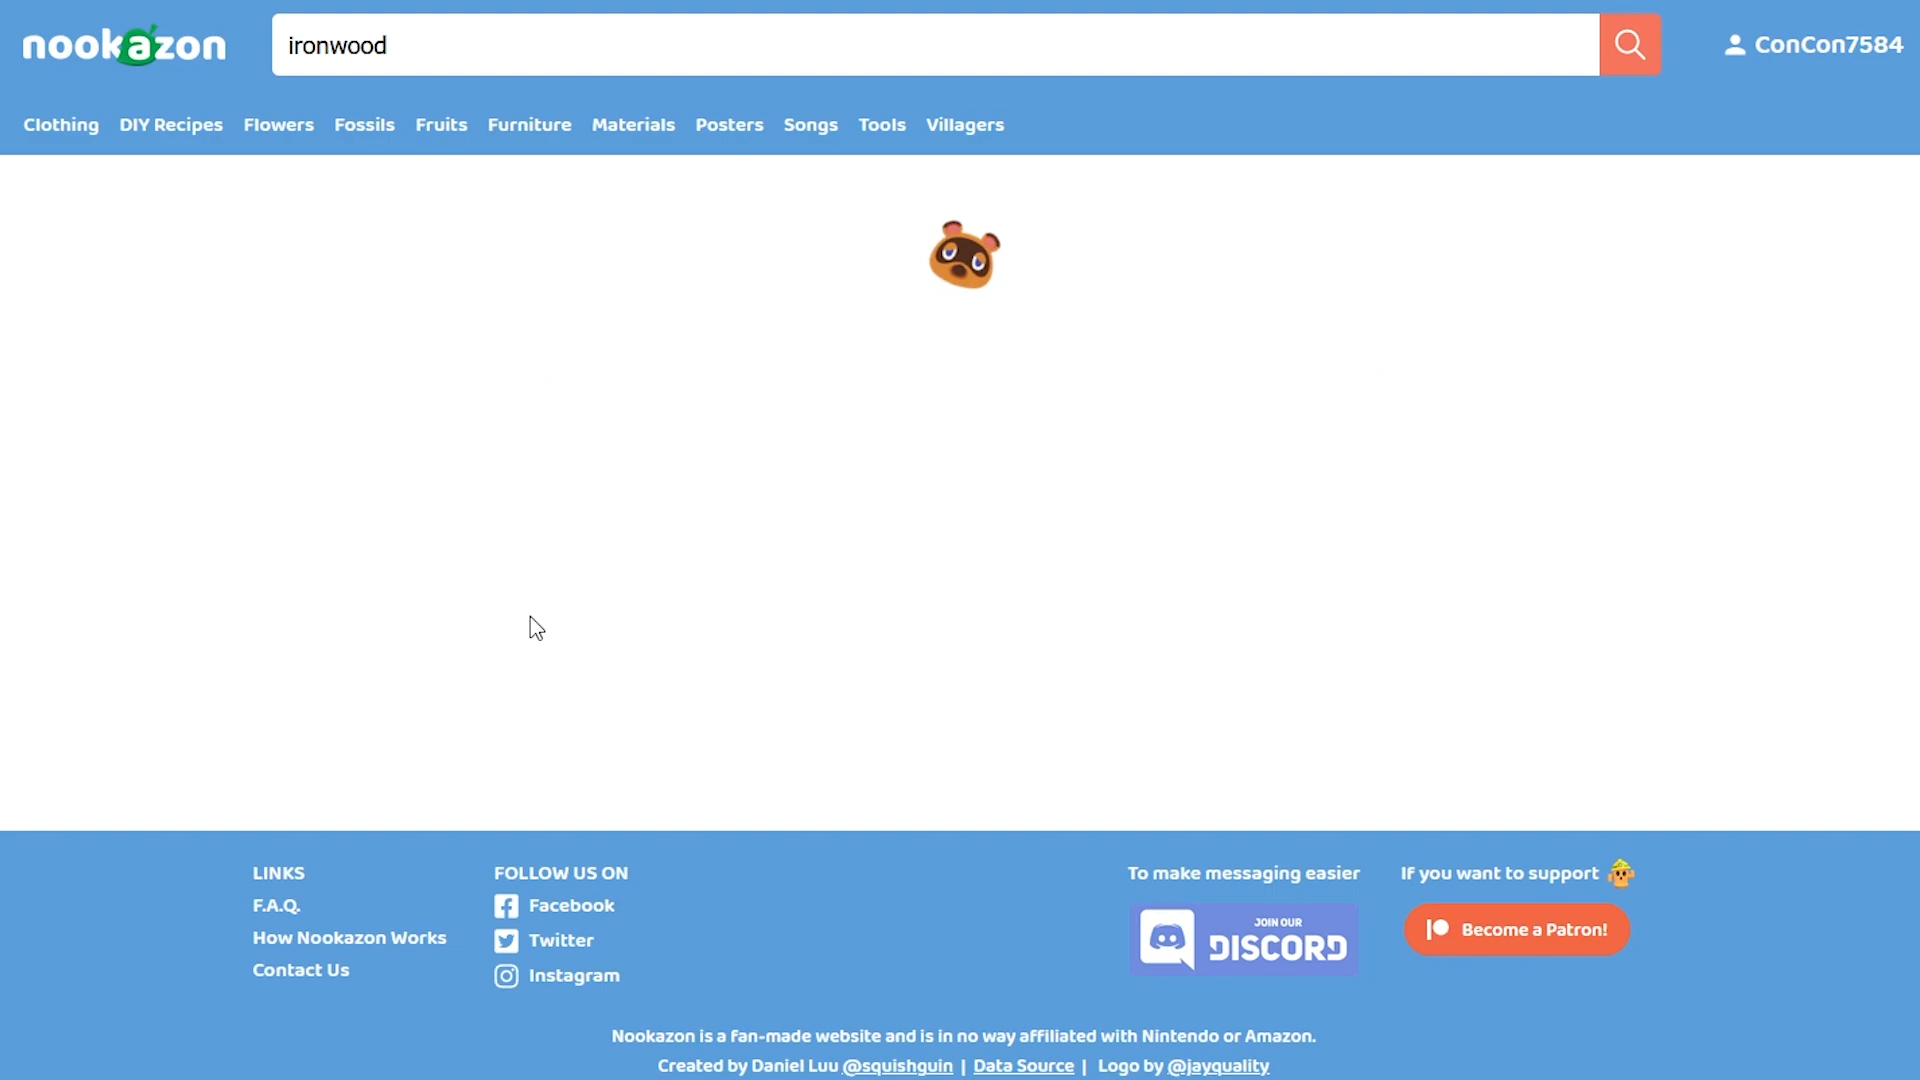 nookazon
ironwood
ConCon7584
Clothing DIY Recipes Flowers Fossils Fruits Furniture Materials Posters Songs Tools Villagers
LINKS
F.A.Q.
How Nookazon Works
Contact Us
FOLLOW US ON
Facebook
Twitter
Instagram
To make messaging easier
JOIN OUR
DISCORD
If you want to support
Become a Patron!
Nookazon is a fan-made website and is in no way affiliated with Nintendo or Amazon.
Created by Daniel Luu @squishguin | Data Source | Logo by @jayquality